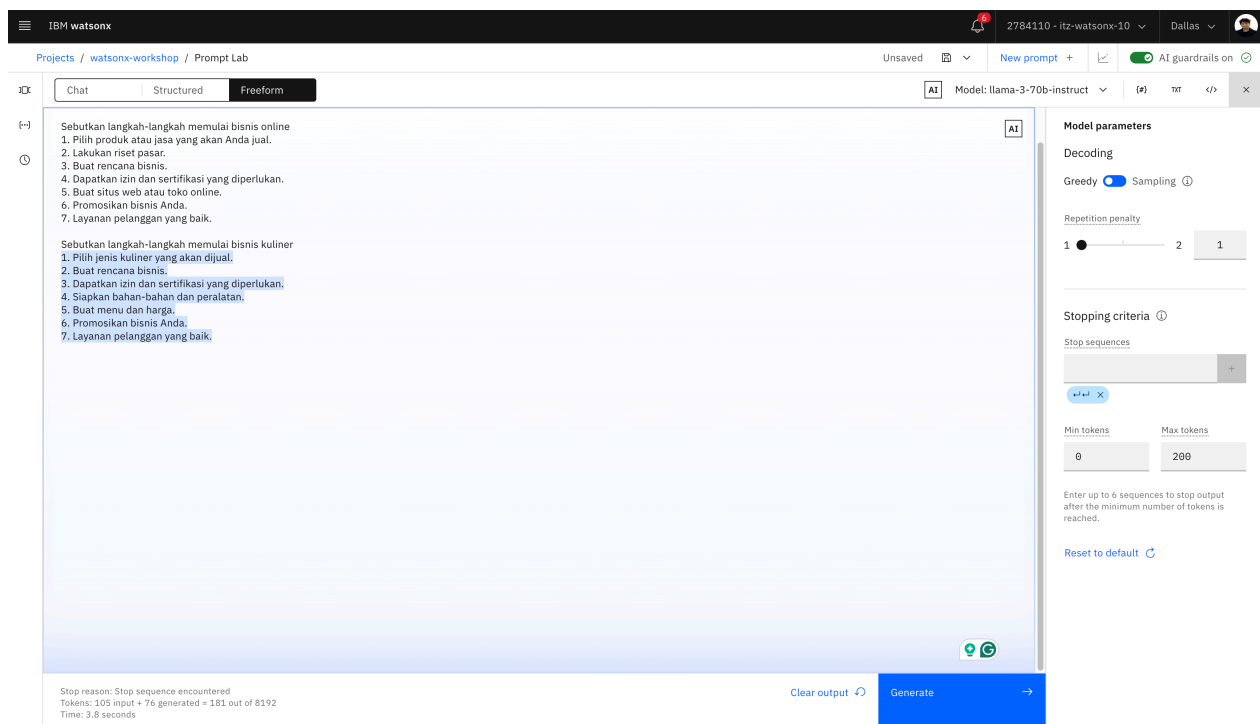 IBM watsonx
6
2784110 - itz-watsonx-10
Dallas
Projects / watsonx-workshop / Prompt Lab
Unsaved
New prompt +
AI guardrails on
Chat
Structured
Freeform
AI
Model: llama-3-70b-instruct
{#}
TXT
</>
Sebutkan langkah-langkah memulai bisnis online
1. Pilih produk atau jasa yang akan Anda jual.
2. Lakukan riset pasar.
3. Buat rencana bisnis.
4. Dapatkan izin dan sertifikasi yang diperlukan.
5. Buat situs web atau toko online.
6. Promosikan bisnis Anda.
7. Layanan pelanggan yang baik.
Sebutkan langkah-langkah memulai bisnis kuliner
1. Pilih jenis kuliner yang akan dijual.
2. Buat rencana bisnis.
3. Dapatkan izin dan sertifikasi yang diperlukan.
4. Siapkan bahan-bahan dan peralatan.
5. Buat menu dan harga.
6. Promosikan bisnis Anda.
7. Layanan pelanggan yang baik.
AI
Model parameters
Decoding
Greedy
Sampling
Repetition penalty
1
2
1
Stopping criteria
Stop sequences
+
↵↵ ×
Min tokens
Max tokens
0
200
Enter up to 6 sequences to stop output
after the minimum number of tokens is
reached.
Reset to default
Stop reason: Stop sequence encountered
Tokens: 105 input + 76 generated = 181 out of 8192
Time: 3.8 seconds
Clear output
Generate →